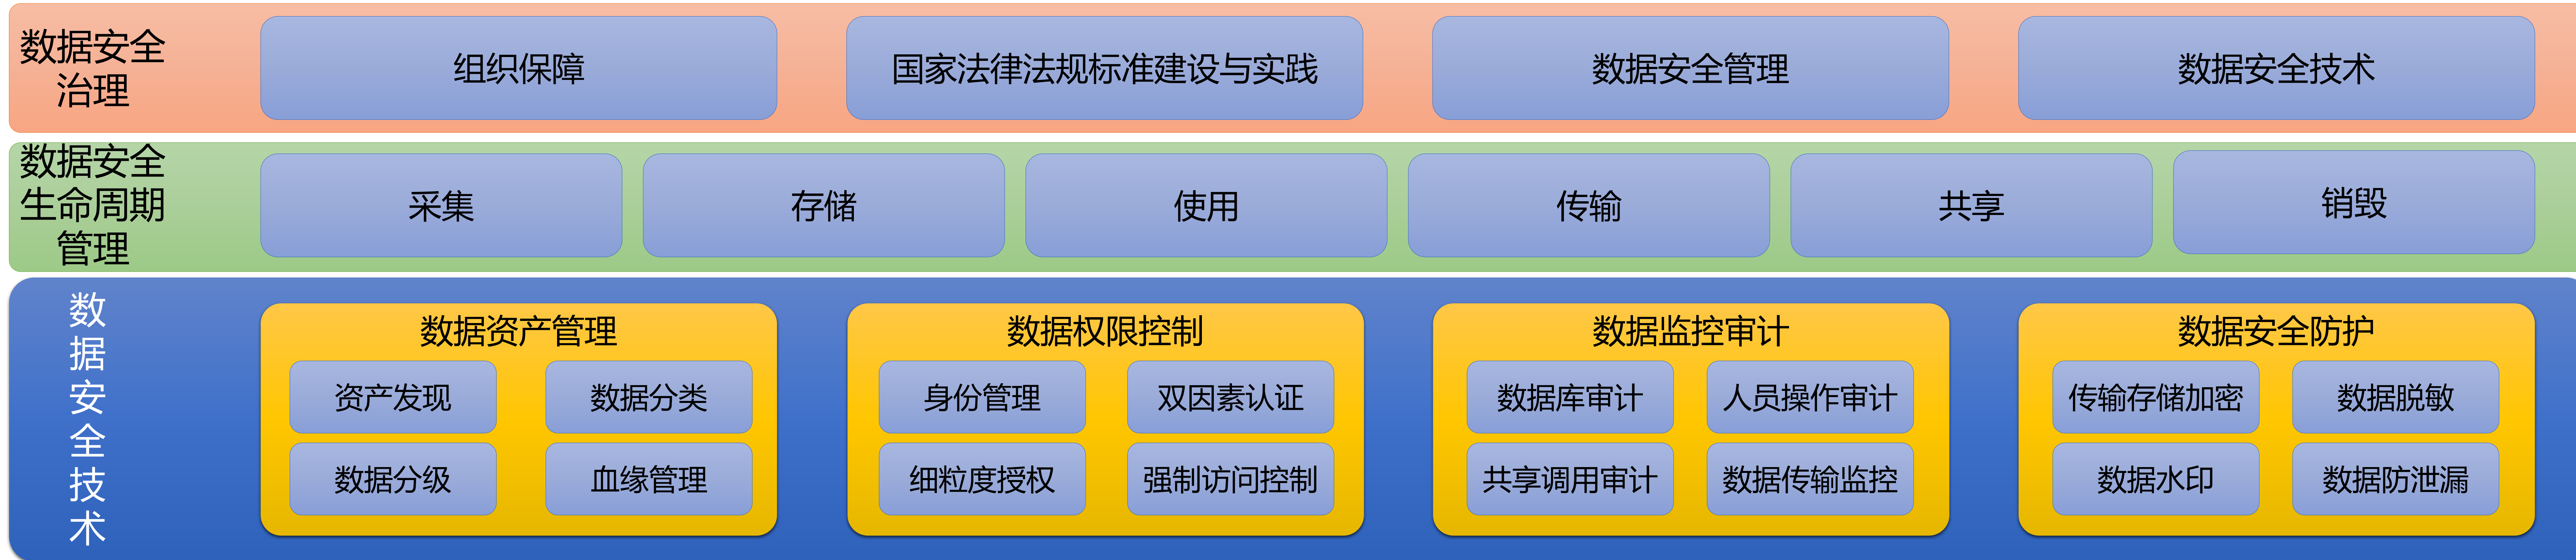 数据安全
治理
组织保障
国家法律法规标准建设与实践
数据安全管理
数据安全技术
数据安全
生命周期
管理
采集
存储
使用
传输
共享
销毁
数
据
安
全
技
术
数据资产管理
资产发现
数据分类
数据分级
血缘管理
数据权限控制
身份管理
双因素认证
细粒度授权
强制访问控制
数据监控审计
数据库审计
人员操作审计
共享调用审计
数据传输监控
数据安全防护
传输存储加密
数据脱敏
数据水印
数据防泄漏